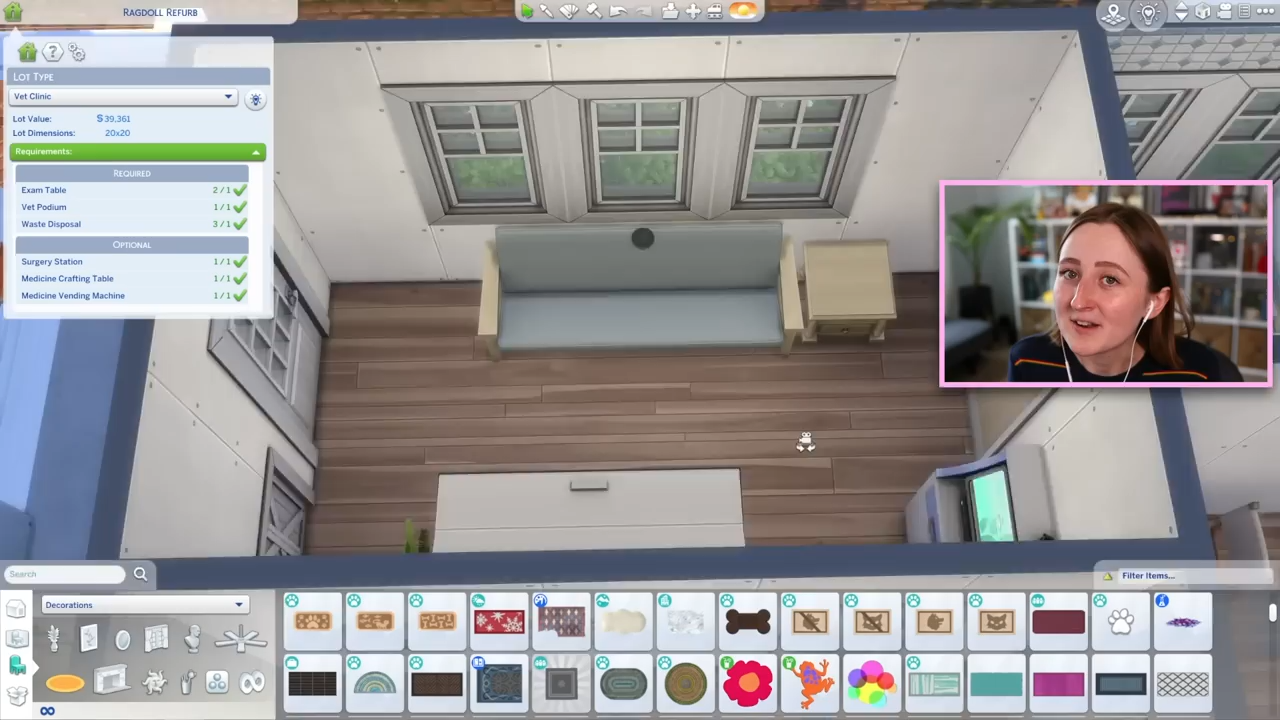 RAGDOLL REFURB
LOT TYPE
Vet Clinic
Lot Value: $39,361
Lot Dimensions: 20x20
Requirements:
REQUIRED
Exam Table 2 / 1
Vet Podium 1 / 1
Waste Disposal 3 / 1
OPTIONAL
Surgery Station 1 / 1
Medicine Crafting Table 1 / 1
Medicine Vending Machine 1 / 1
Search
Filter Items...
Decorations